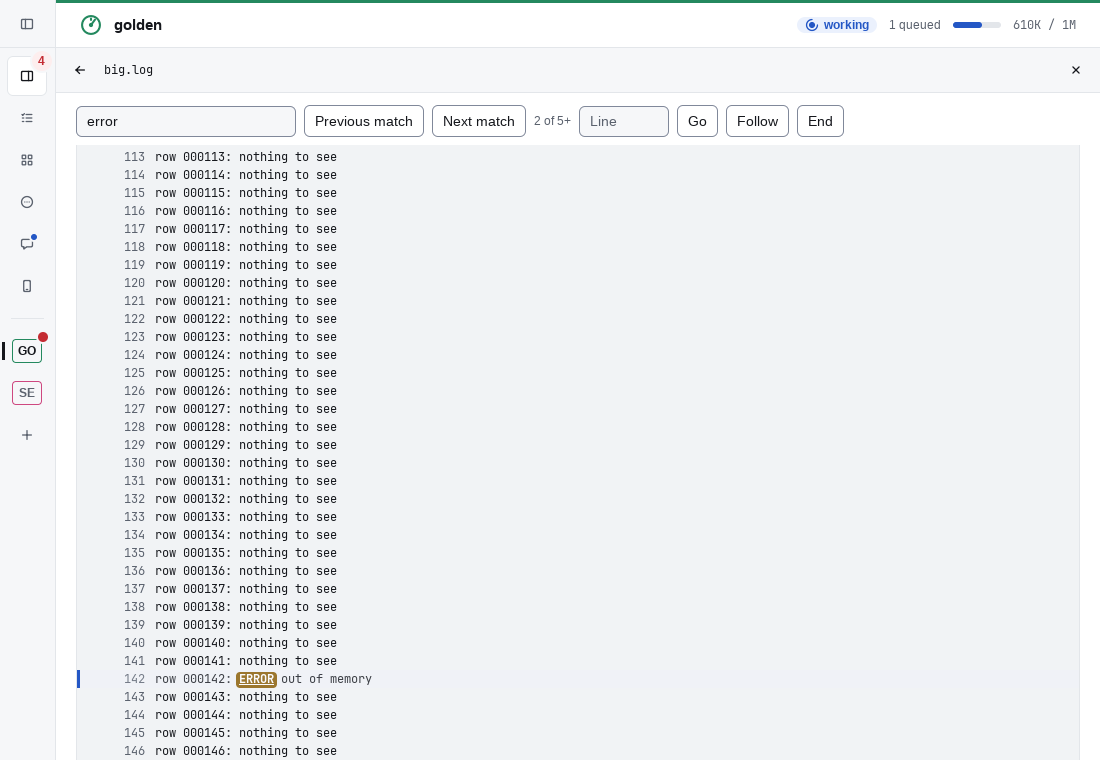 4
golden
working
1 queued
610K / 1M
big.log
error
Previous match
Next match
2 of 5+
Line
Go
Follow
End
113 row 000113: nothing to see
114 row 000114: nothing to see
115 row 000115: nothing to see
116 row 000116: nothing to see
117 row 000117: nothing to see
118 row 000118: nothing to see
119 row 000119: nothing to see
120 row 000120: nothing to see
121 row 000121: nothing to see
122 row 000122: nothing to see
123 row 000123: nothing to see
124 row 000124: nothing to see
125 row 000125: nothing to see
126 row 000126: nothing to see
127 row 000127: nothing to see
128 row 000128: nothing to see
129 row 000129: nothing to see
130 row 000130: nothing to see
131 row 000131: nothing to see
132 row 000132: nothing to see
133 row 000133: nothing to see
134 row 000134: nothing to see
135 row 000135: nothing to see
136 row 000136: nothing to see
137 row 000137: nothing to see
138 row 000138: nothing to see
139 row 000139: nothing to see
140 row 000140: nothing to see
141 row 000141: nothing to see
142 row 000142: ERROR out of memory
143 row 000143: nothing to see
144 row 000144: nothing to see
145 row 000145: nothing to see
146 row 000146: nothing to see
GO
SE